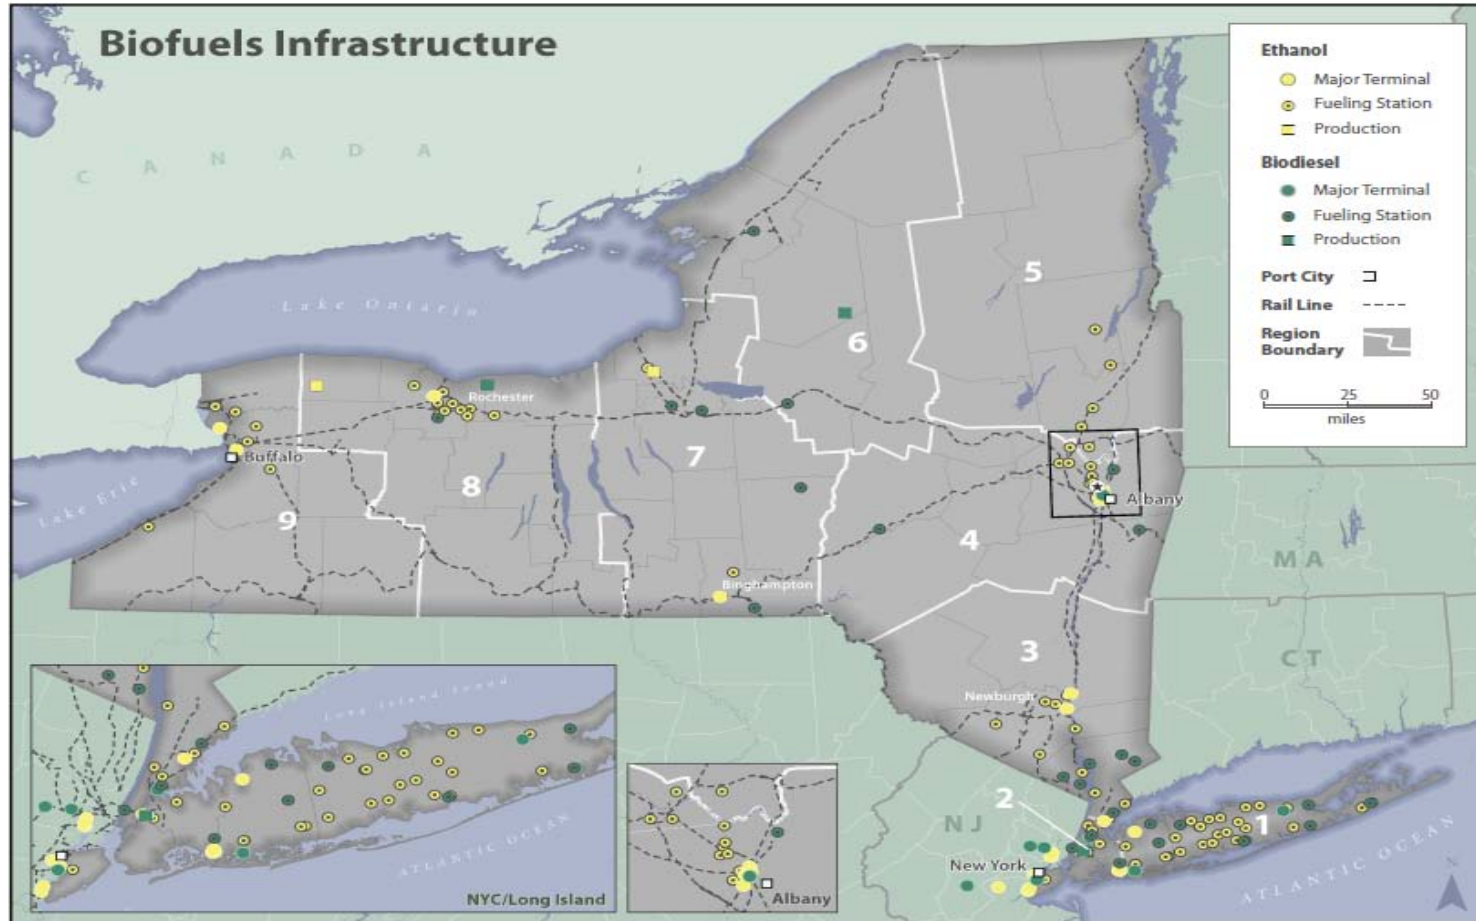 Biofuels Infrastructure
Ethanol
Major Terminal
Fueling Station
Production
Biodiesel
Major Terminal
Fueling Station
Production
Port City
Rail Line
Region
Boundary
0 25 50
miles
CANADA
Lake Ontario
5
6
Rochester
Buffalo
7
8
9
Lake Erie
Albany
4
MA
Binghampton
3
CT
Newburgh
Long Island Sound
ATLANTIC OCEAN
NYC/Long Island
Albany
2
1
NJ
New York
ATLANTIC OCEAN
N